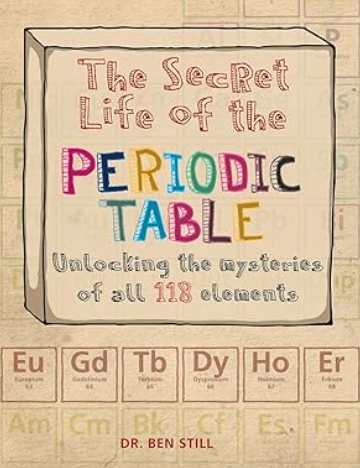 The Secret
Life of the
PERIODIC
TABLE
Unlocking the mysteries
of all 118 elements
Eu Gd Tb Dy Ho Er
Europium Gadolinium Terbium Dysprosium Holmium Erbium
63 64 65 66 67 68
Am Cm Bk Cf Es Fm
DR. BEN STILL